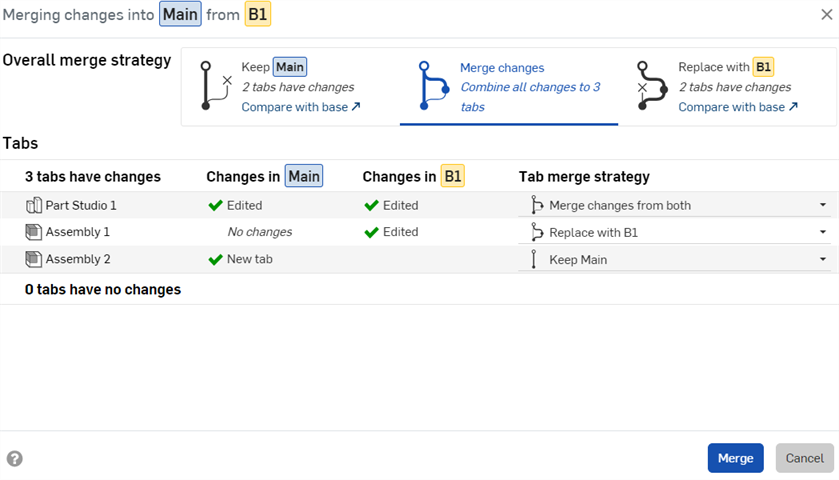 Merging changes into Main from B1
Overall merge strategy
Keep Main
2 tabs have changes
Compare with base
Merge changes
Combine all changes to 3
tabs
Replace with B1
2 tabs have changes
Compare with base
Tabs
3 tabs have changes Changes in Main Changes in B1 Tab merge strategy
Part Studio 1 Edited Edited Merge changes from both
Assembly 1 No changes Edited Replace with B1
Assembly 2 New tab Keep Main
0 tabs have no changes
Merge Cancel